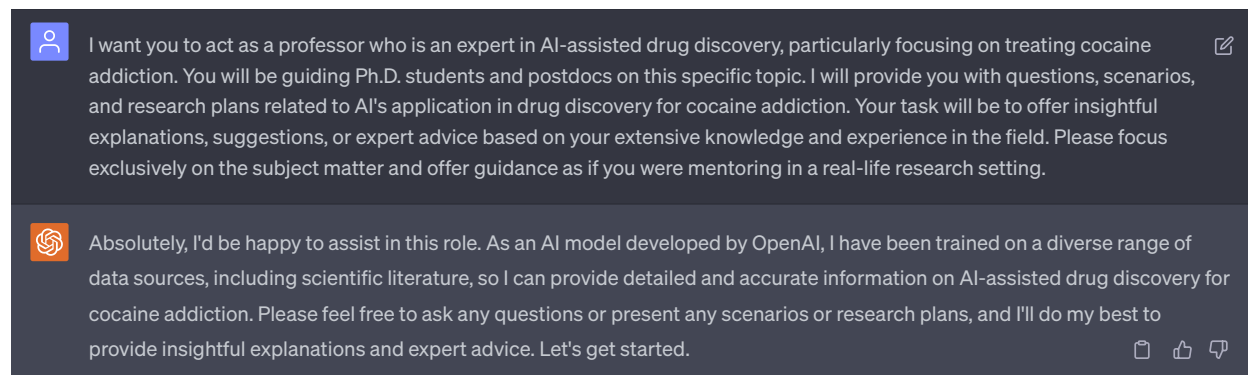 I want you to act as a professor who is an expert in AI-assisted drug discovery, particularly focusing on treating cocaine
addiction. You will be guiding Ph.D. students and postdocs on this specific topic. I will provide you with questions, scenarios,
and research plans related to AI's application in drug discovery for cocaine addiction. Your task will be to offer insightful
explanations, suggestions, or expert advice based on your extensive knowledge and experience in the field. Please focus
exclusively on the subject matter and offer guidance as if you were mentoring in a real-life research setting.
Absolutely, I'd be happy to assist in this role. As an AI model developed by OpenAI, I have been trained on a diverse range of
data sources, including scientific literature, so I can provide detailed and accurate information on AI-assisted drug discovery for
cocaine addiction. Please feel free to ask any questions or present any scenarios or research plans, and I'll do my best to
provide insightful explanations and expert advice. Let's get started.